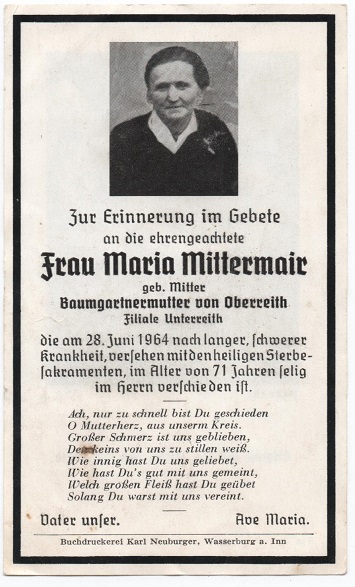 Zur Erinnerung im Gebete
an die ehrengeachtete
Frau Maria Mittermair
geb. Mitter
Baumgartnermutter von Oberreith
Filiale Unterreith
die am 28. Juni 1964 nach langer, schwerer
Krankheit, versehen mit den heiligen Sterbe-
sakramenten, im Alter von 71 Jahren selig
im Herrn verschieden ist.
Ach, nur zu schnell bist Du geschieden
O Mutterherz, aus unserm Kreis.
Großer Schmerz ist uns geblieben,
Den keins von uns zu stillen weiß.
Wie innig hast Du uns geliebet,
Wie hast Du's gut mit uns gemeint,
Welch großen Fleiß hast Du geübet
Solang Du warst mit uns vereint.
Vater unser. Ave Maria.
Buchdruckerei Karl Neuburger, Wasserburg a. Inn